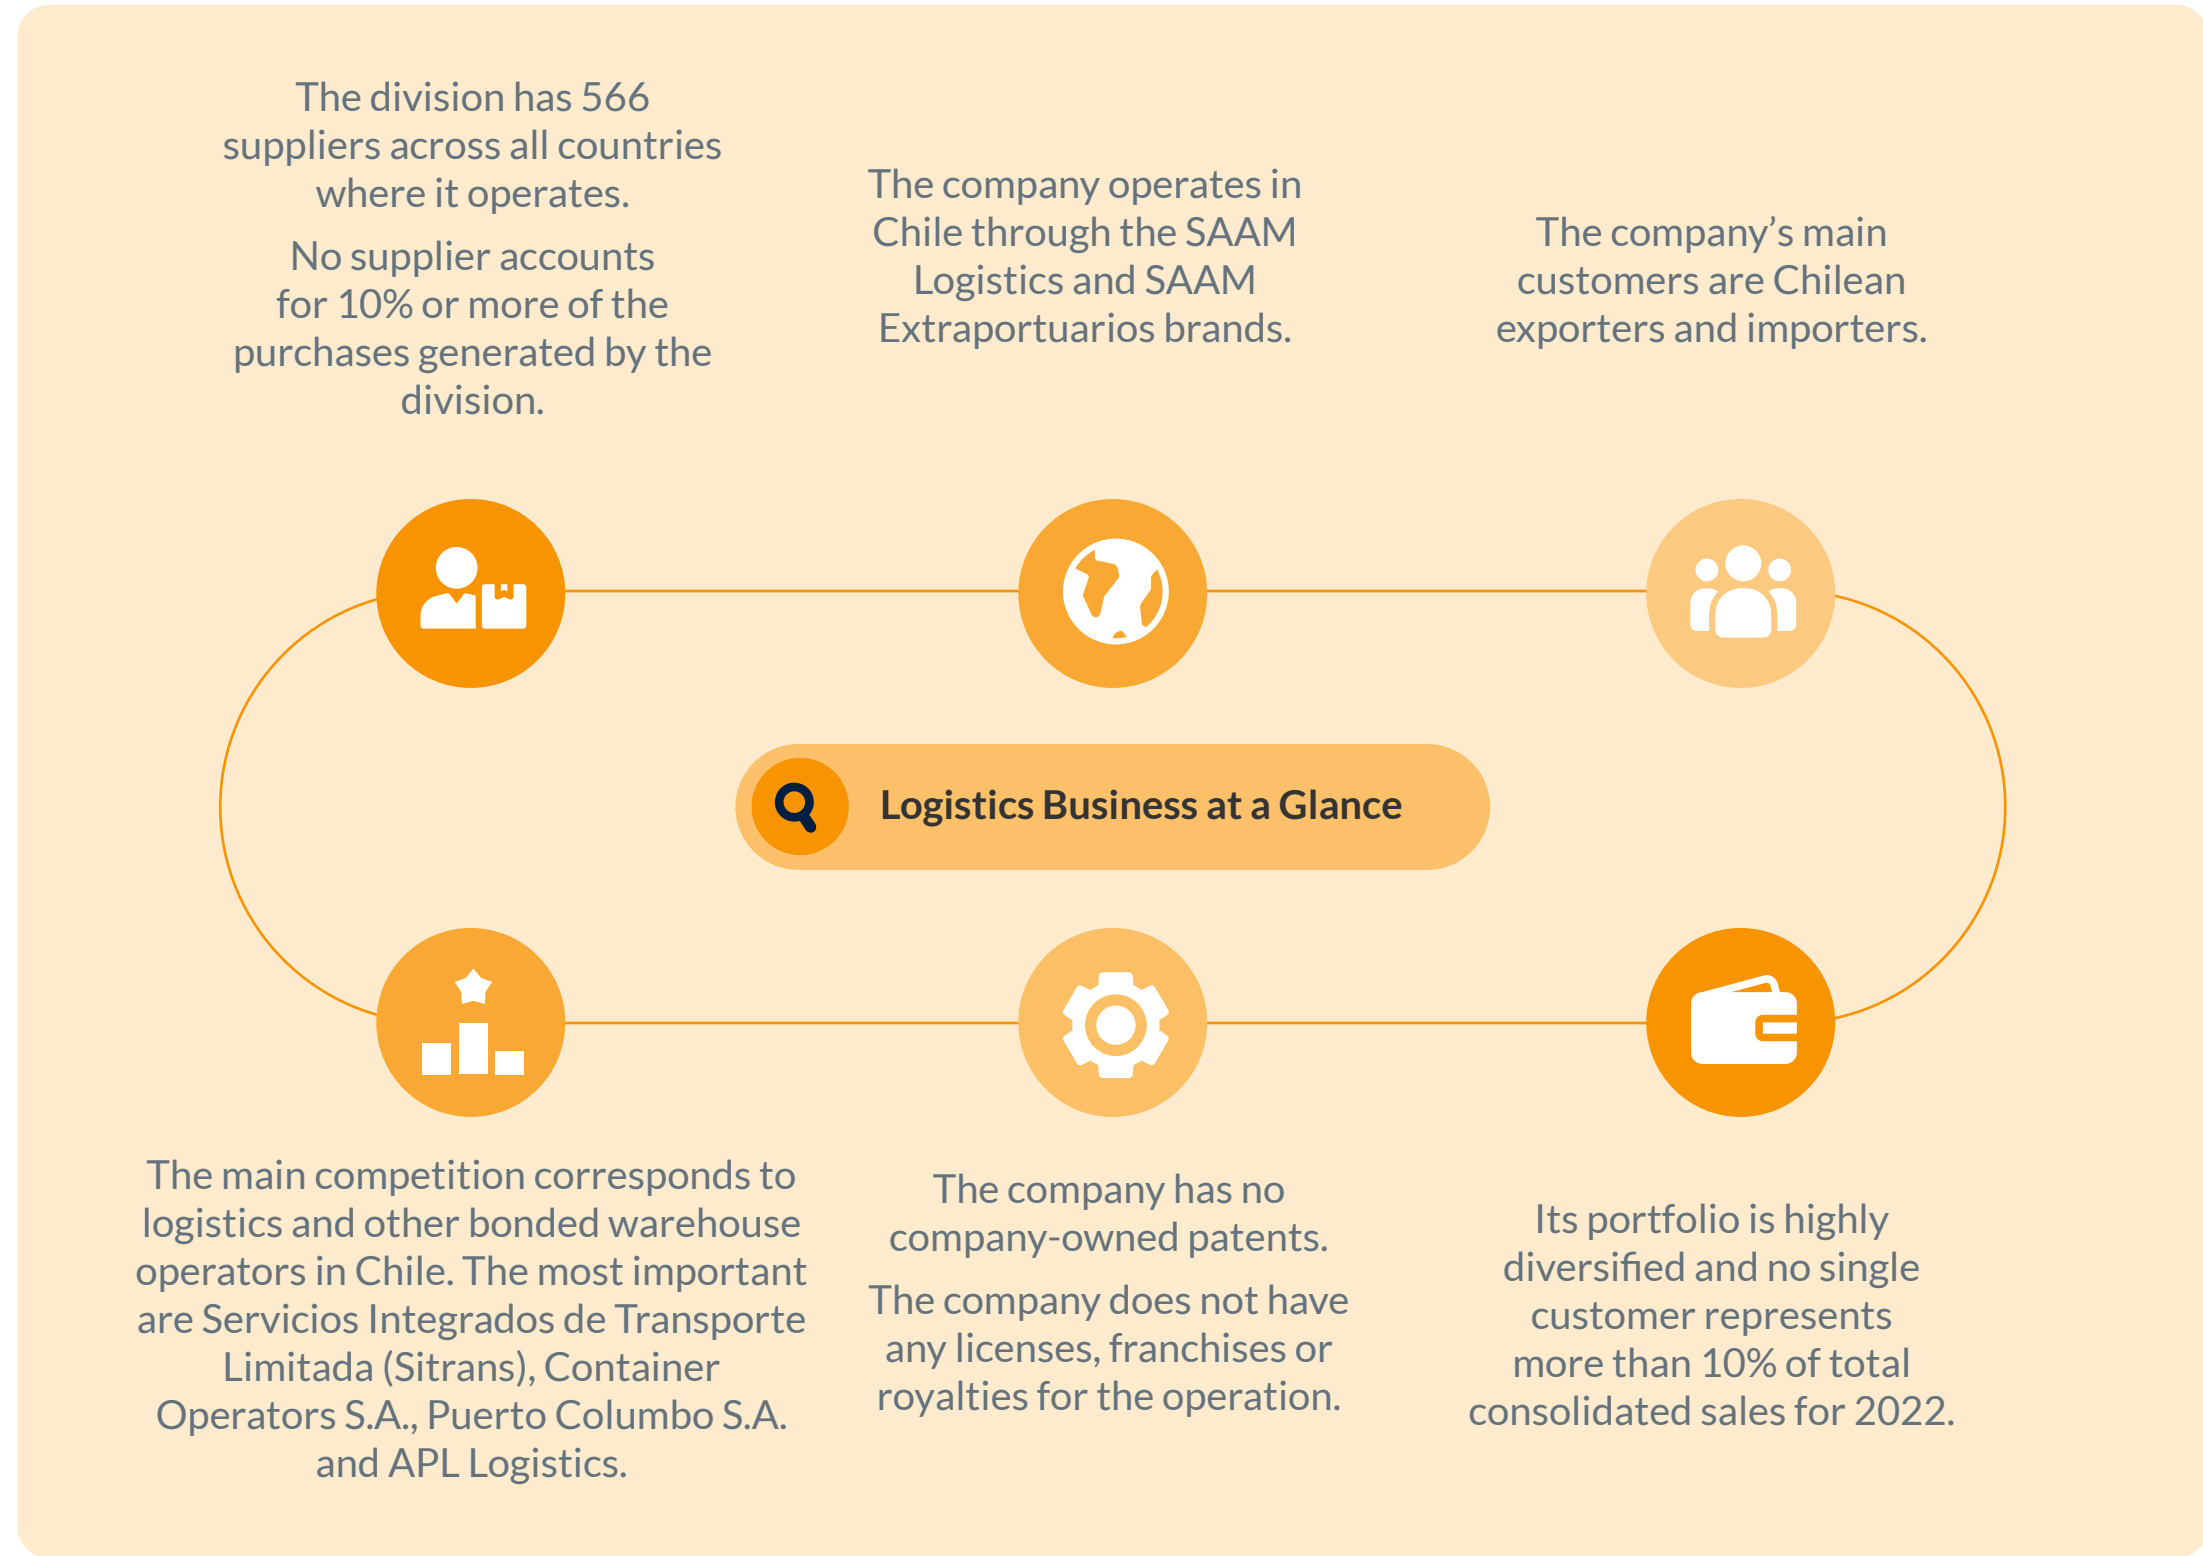 The division has 566
suppliers across all countries
where it operates.
No supplier accounts
for 10% or more of the
purchases generated by the
division.
The company operates in
Chile through the SAAM
Logistics and SAAM
Extraportuarios brands.
The company’s main
customers are Chilean
exporters and importers.
Logistics Business at a Glance
The main competition corresponds to
logistics and other bonded warehouse
operators in Chile. The most important
are Servicios Integrados de Transporte
Limitada (Sitrans), Container
Operators S.A., Puerto Columbo S.A.
and APL Logistics.
The company has no
company-owned patents.
The company does not have
any licenses, franchises or
royalties for the operation.
Its portfolio is highly
diversified and no single
customer represents
more than 10% of total
consolidated sales for 2022.